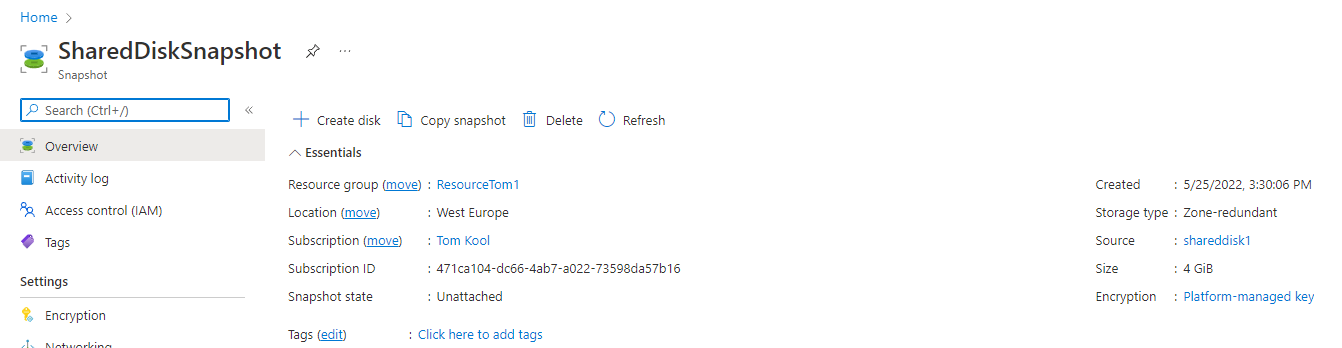 Home >
SharedDiskSnapshot ...
Snapshot
Search (Ctrl+/) «
Overview
Activity log
Access control (IAM)
Tags
Settings
Encryption
Networking
Create disk Copy snapshot Delete Refresh
Essentials
Resource group (move) : ResourceTom1
Location (move) : West Europe
Subscription (move) : Tom Kool
Subscription ID : 471ca104-dc66-4ab7-a022-73598da57b16
Snapshot state : Unattached
Tags (edit) : Click here to add tags
Created : 5/25/2022, 3:30:06 PM
Storage type : Zone-redundant
Source : shareddisk1
Size : 4 GiB
Encryption : Platform-managed key